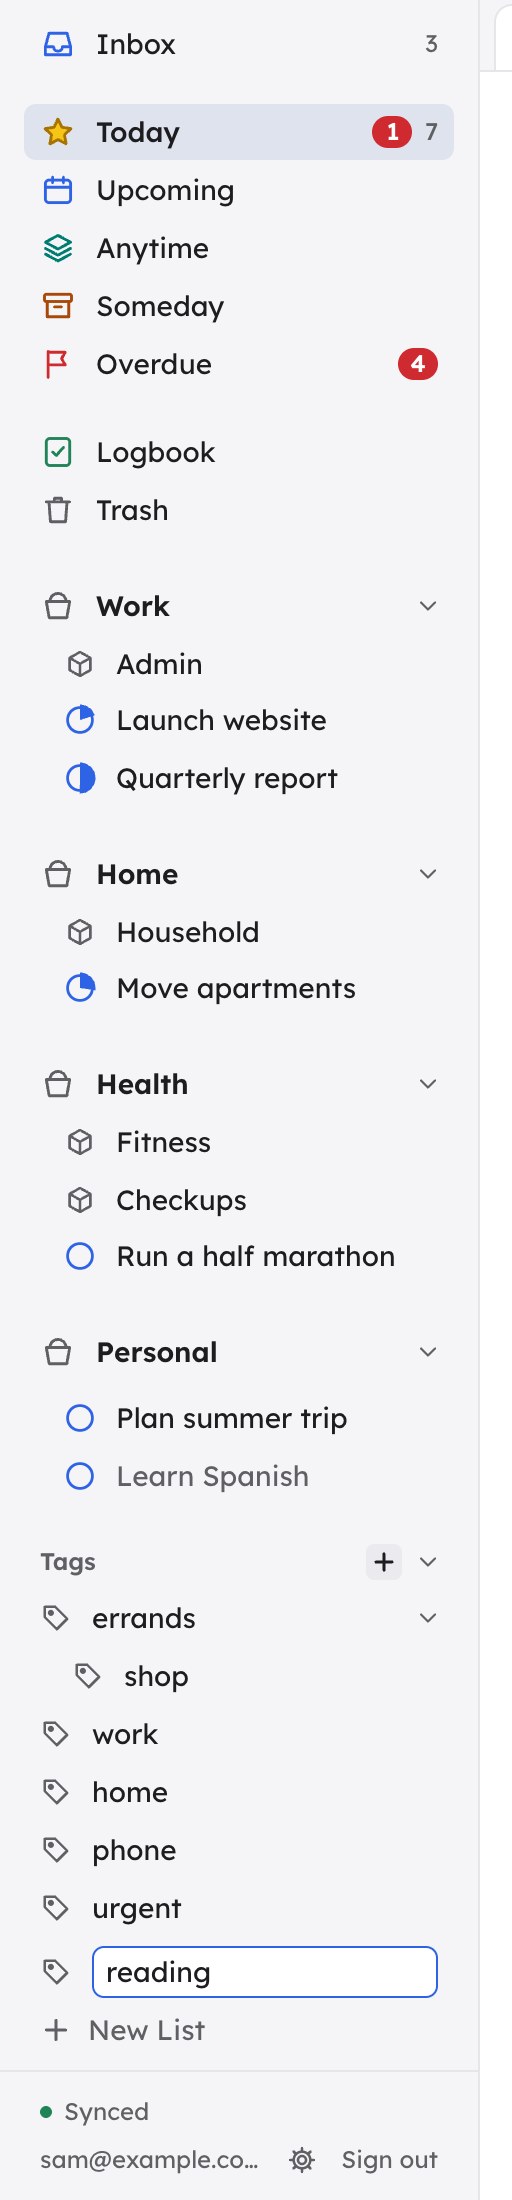 Inbox 3
Today 1 7
Upcoming
Anytime
Someday
Overdue 4
Logbook
Trash
Work
Admin
Launch website
Quarterly report
Home
Household
Move apartments
Health
Fitness
Checkups
Run a half marathon
Personal
Plan summer trip
Learn Spanish
Tags
errands
shop
work
home
phone
urgent
reading
New List
Synced
sam@example.co… Sign out